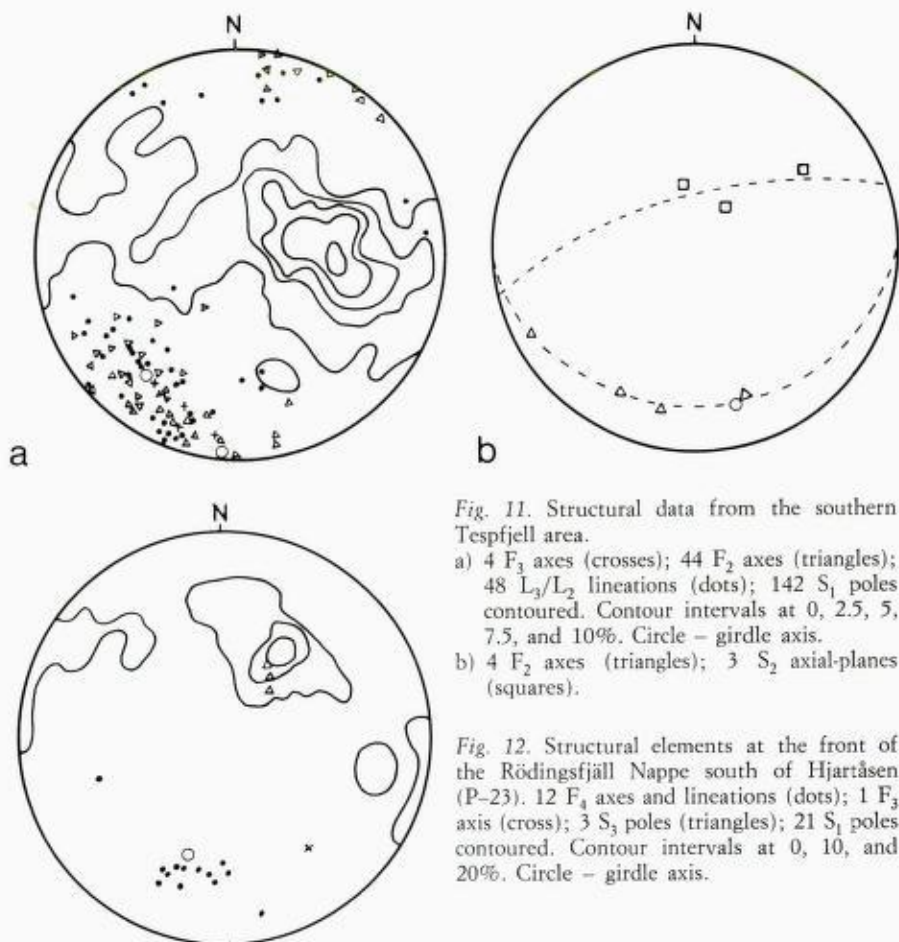 N
N
a
b
N
Fig. 11. Structural data from the southern
Tespfjell area.
a) 4 F₃ axes (crosses); 44 F₂ axes (triangles);
48 L₃/L₂ lineations (dots); 142 S₁ poles
contoured. Contour intervals at 0, 2.5, 5,
7.5, and 10%. Circle – girdle axis.
b) 4 F₂ axes (triangles); 3 S₂ axial-planes
(squares).
Fig. 12. Structural elements at the front of
the Rödingsfjäll Nappe south of Hjartåsen
(P–23). 12 F₄ axes and lineations (dots); 1 F₃
axis (cross); 3 S₃ poles (triangles); 21 S₁ poles
contoured. Contour intervals at 0, 10, and
20%. Circle – girdle axis.